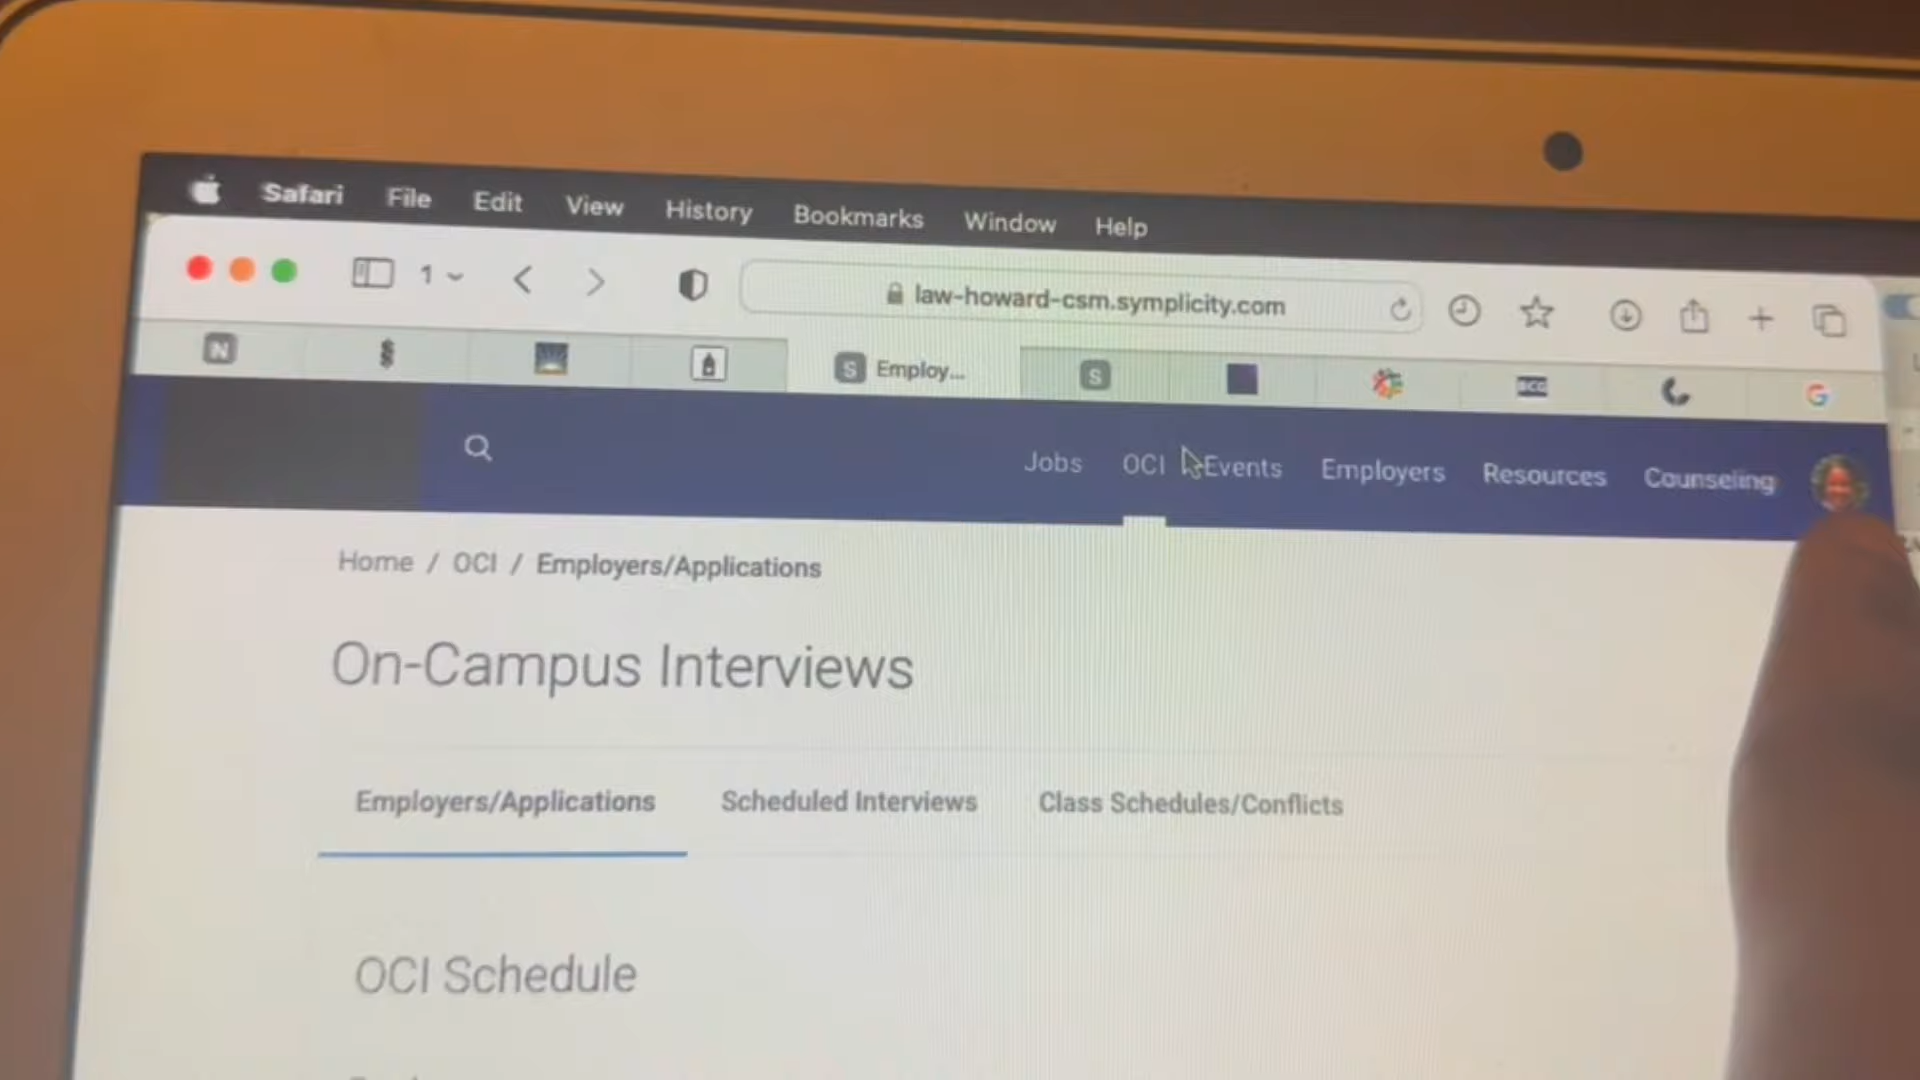 Safari File Edit View History Bookmarks Window Help
1 law-howard-csm.symplicity.com
N S Employ... S BCG G
Jobs OCI Events Employers Resources Counseling
Home / OCI / Employers/Applications
On-Campus Interviews
Employers/Applications Scheduled Interviews Class Schedules/Conflicts
OCI Schedule